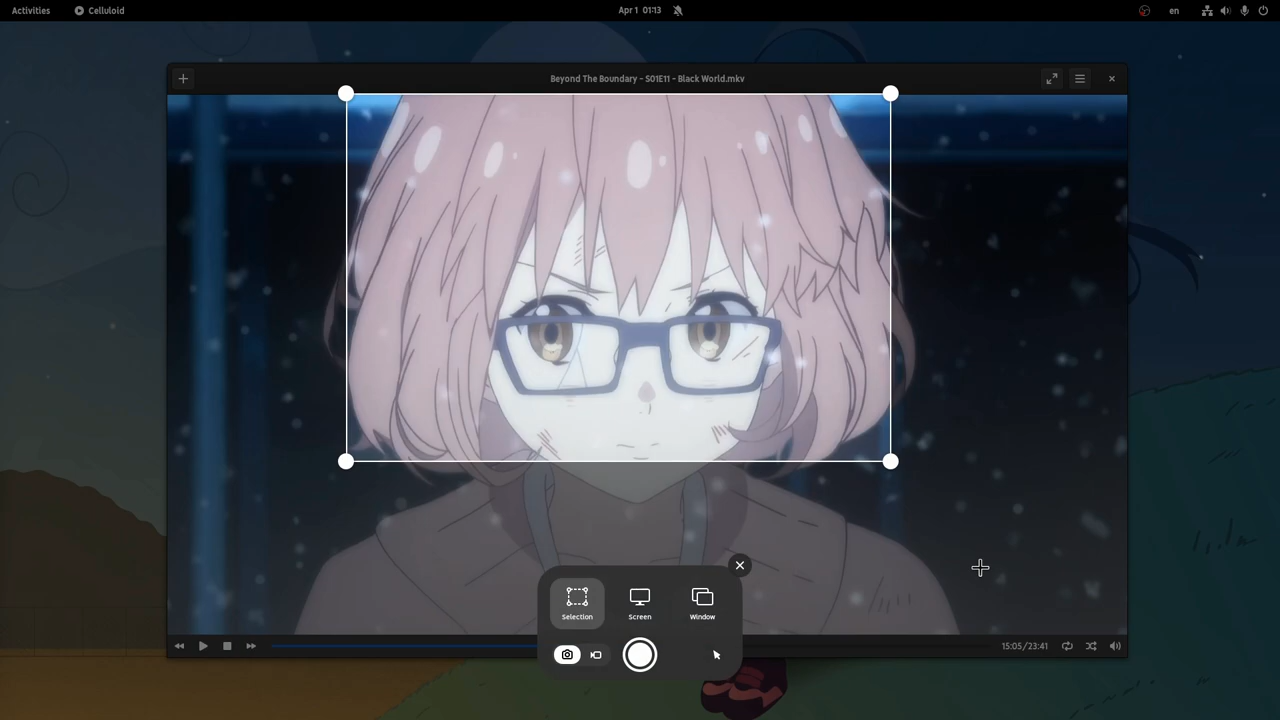 Activities Celluloid Apr 1 01:13 en
Beyond The Boundary - S01E11 - Black World.mkv
Selection Screen Window
15:05/23:41